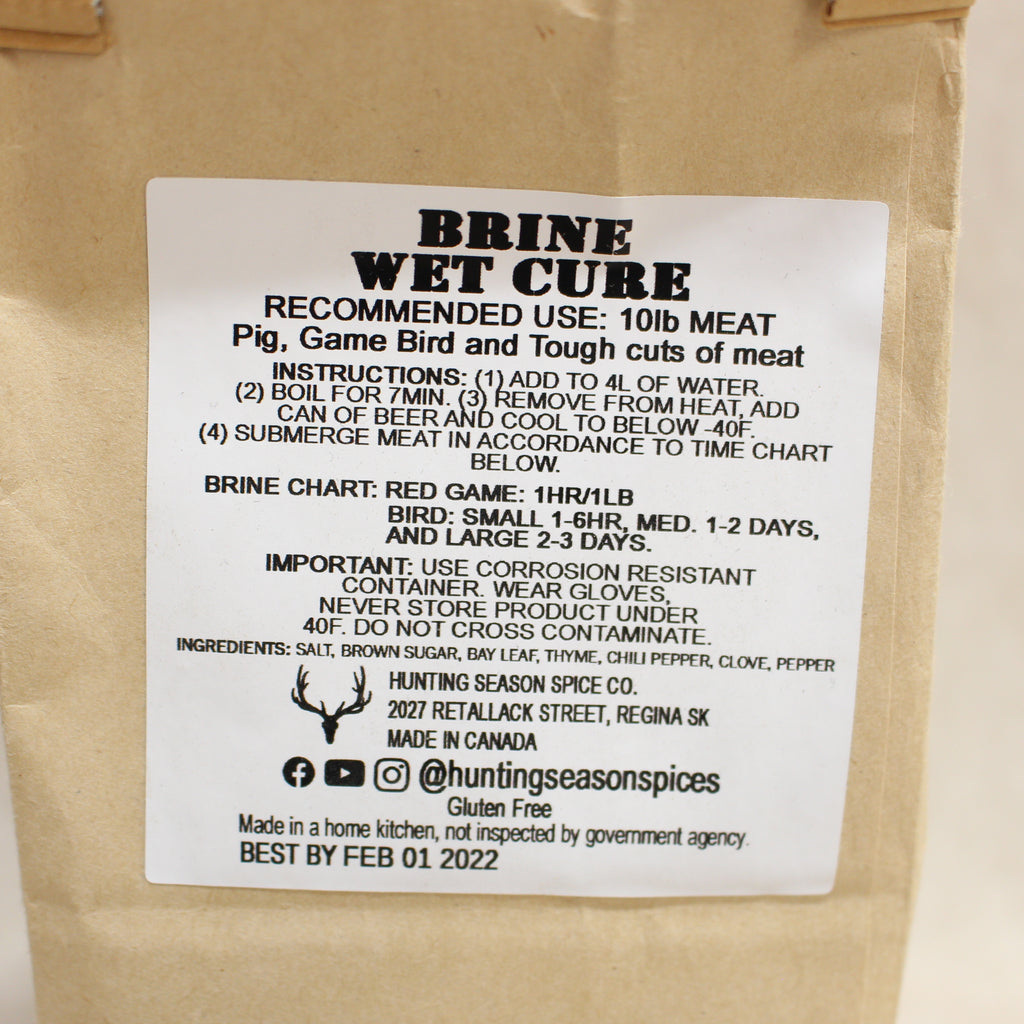 BRINE
WET CURE
RECOMMENDED USE: 10lb MEAT
Pig, Game Bird and Tough cuts of meat
INSTRUCTIONS: (1) ADD TO 4L OF WATER.
(2) BOIL FOR 7MIN. (3) REMOVE FROM HEAT, ADD
CAN OF BEER AND COOL TO BELOW -40F.
(4) SUBMERGE MEAT IN ACCORDANCE TO TIME CHART
BELOW.
BRINE CHART: RED GAME: 1HR/1LB
BIRD: SMALL 1-6HR, MED. 1-2 DAYS,
AND LARGE 2-3 DAYS.
IMPORTANT: USE CORROSION RESISTANT
CONTAINER. WEAR GLOVES,
NEVER STORE PRODUCT UNDER
40F. DO NOT CROSS CONTAMINATE.
INGREDIENTS: SALT, BROWN SUGAR, BAY LEAF, THYME, CHILI PEPPER, CLOVE, PEPPER
HUNTING SEASON SPICE CO.
2027 RETALLACK STREET, REGINA SK
MADE IN CANADA
@huntingseasonspices
Gluten Free
Made in a home kitchen, not inspected by government agency.
BEST BY FEB 01 2022